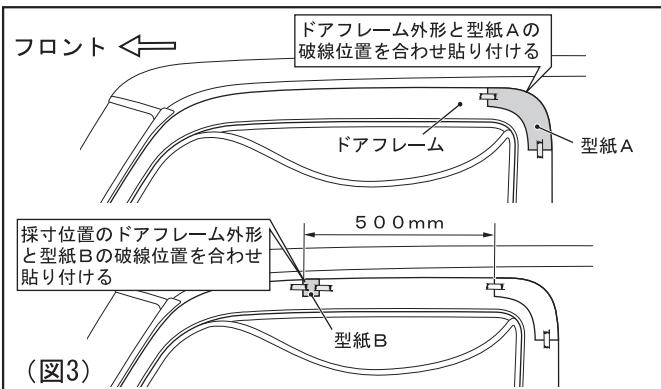 フロント
ドアフレーム外形と型紙Aの
破線位置を合わせ貼り付ける
ドアフレーム
型紙A
500mm
採寸位置のドアフレーム外形
と型紙Bの破線位置を合わせ
貼り付ける
型紙B
(図3)